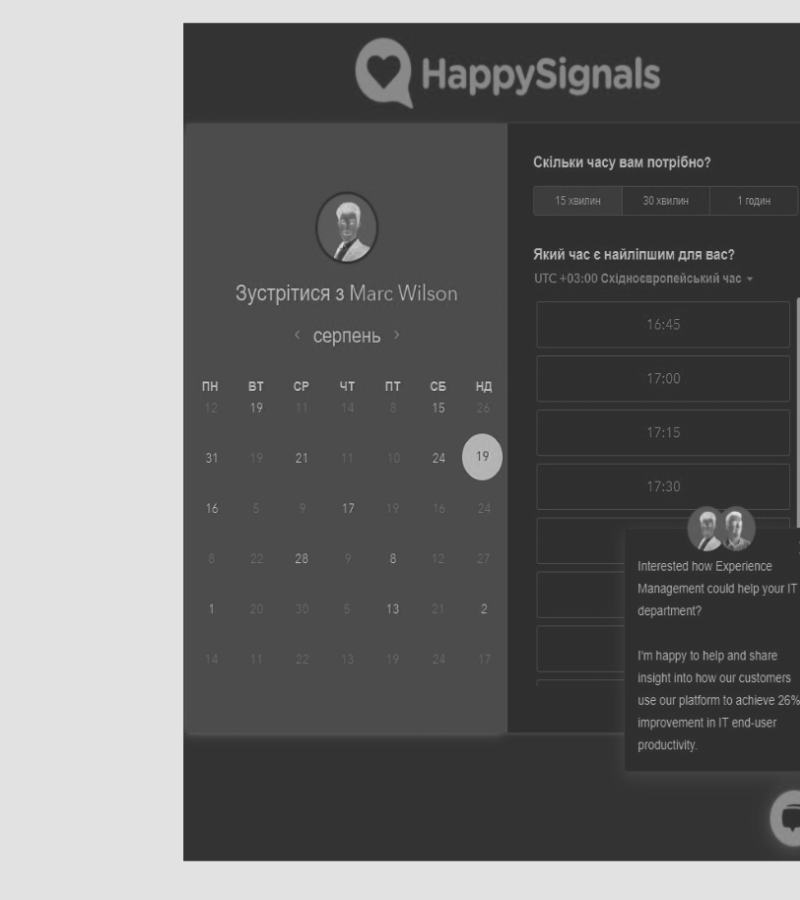 HappySignals
Зустрітися з Marc Wilson
серпень
ПН ВТ СР ЧТ ПТ СБ НД
12 19 11 14 8 15 26
31 19 21 11 10 24 19
16 5 9 17 19 16 24
8 22 28 9 8 12 27
1 20 30 5 13 21 2
14 11 22 13 19 24 17
Скільки часу вам потрібно?
15 хвилин 30 хвилин 1 годин
Який час є найліпшим для вас?
UTC +03:00 Східноєвропейський час
16:45
17:00
17:15
17:30
Interested how Experience
Management could help your IT
department?
I'm happy to help and share
insight into how our customers
use our platform to achieve 26%
improvement in IT end-user
productivity.